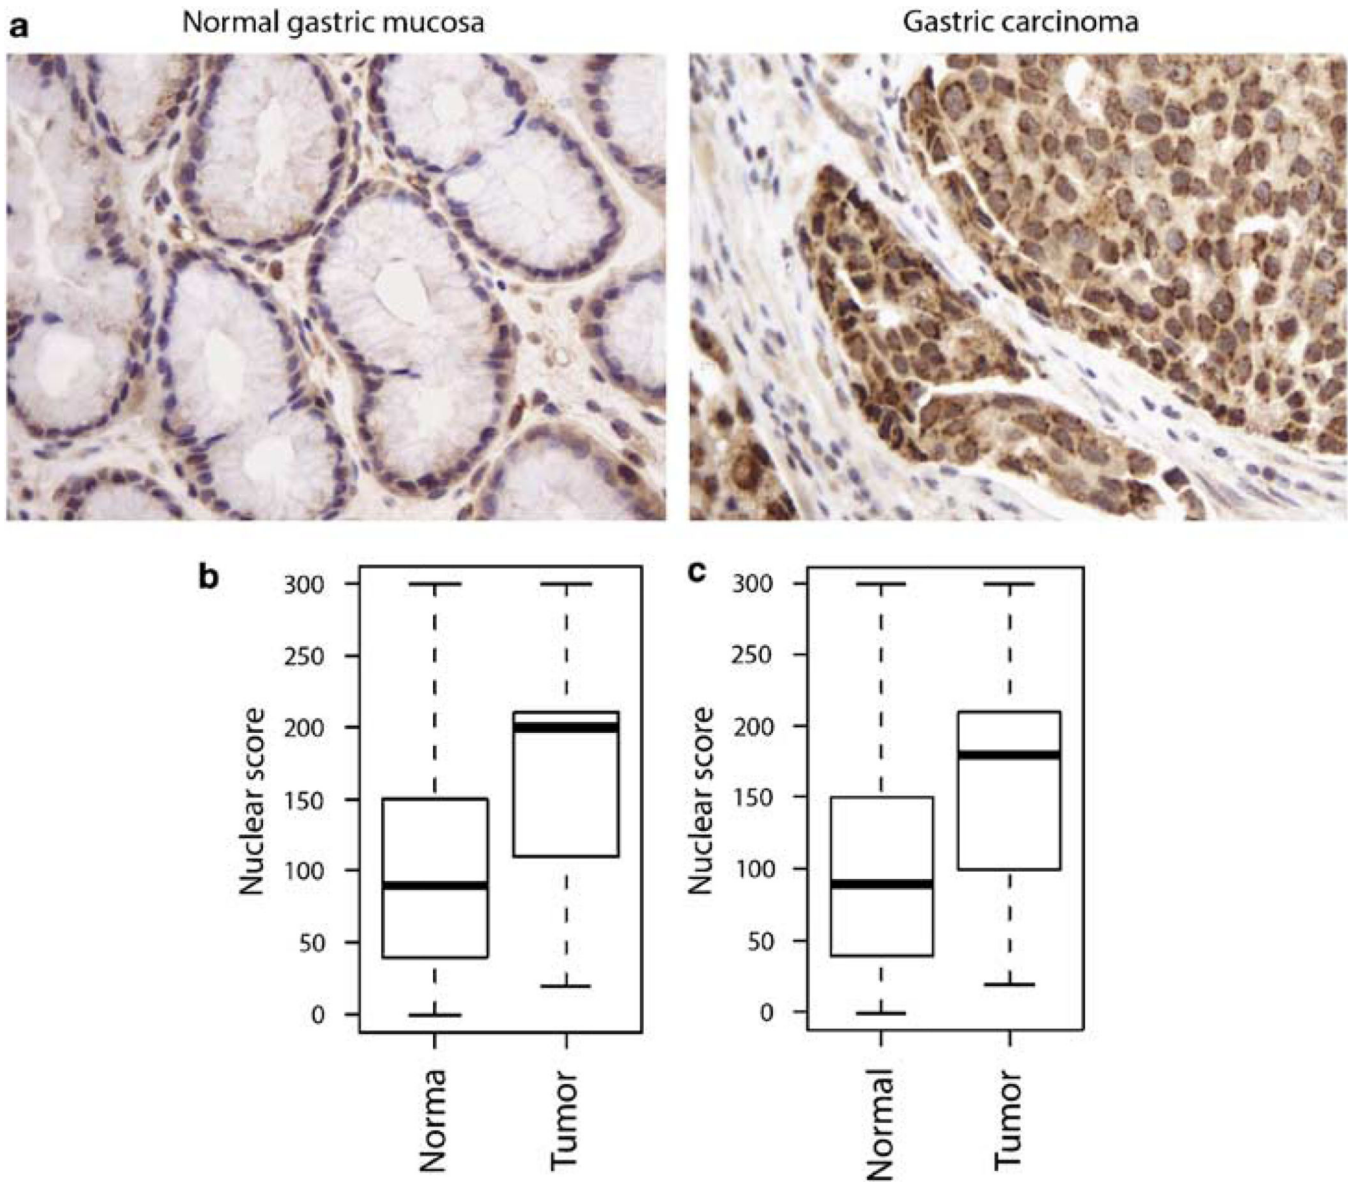 a
Normal gastric mucosa
Gastric carcinoma
b
300
250
200
150
100
50
0
Nuclear score
Norma
Tumor
c
300
250
200
150
100
50
0
Nuclear score
Normal
Tumor